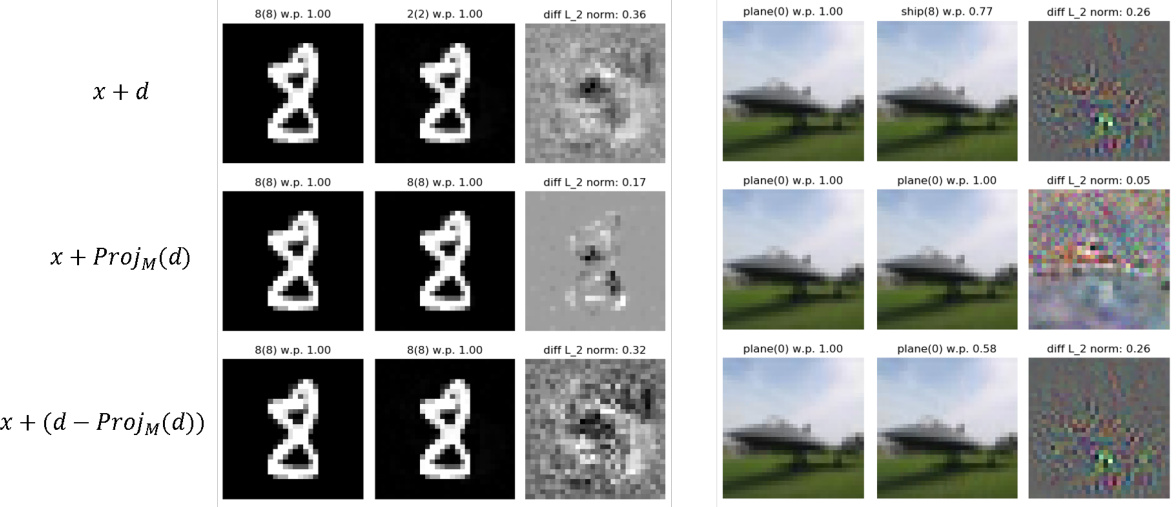 8(8) w.p. 1.00 2(2) w.p. 1.00 diff L_2 norm: 0.36 plane(0) w.p. 1.00 ship(8) w.p. 0.77 diff L_2 norm: 0.26
x + d
8(8) w.p. 1.00 8(8) w.p. 1.00 diff L_2 norm: 0.17 plane(0) w.p. 1.00 plane(0) w.p. 1.00 diff L_2 norm: 0.05
x + Proj_M(d)
8(8) w.p. 1.00 8(8) w.p. 1.00 diff L_2 norm: 0.32 plane(0) w.p. 1.00 plane(0) w.p. 0.58 diff L_2 norm: 0.26
x + (d − Proj_M(d))